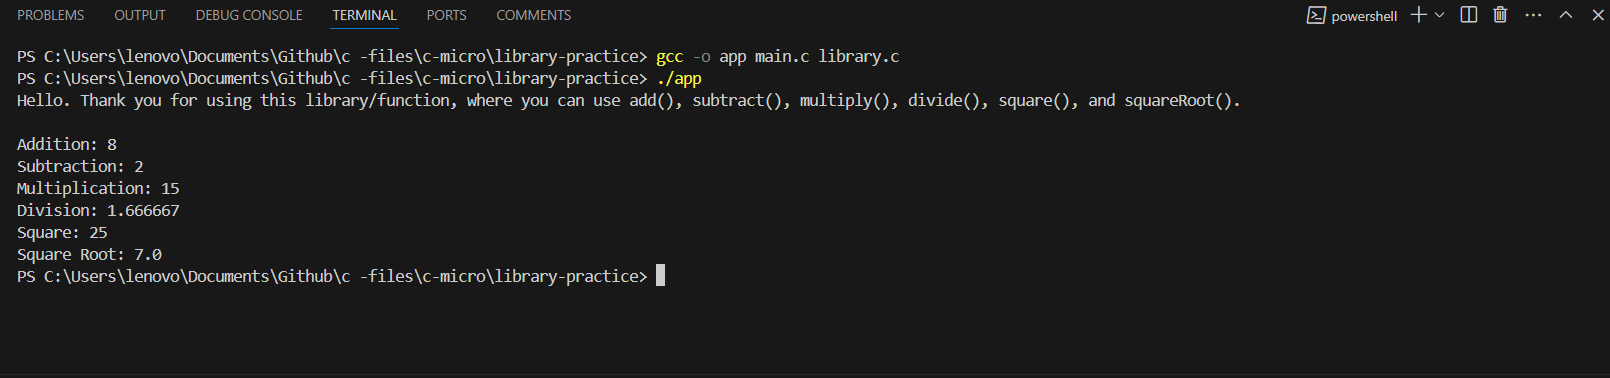 PROBLEMS OUTPUT DEBUG CONSOLE TERMINAL PORTS COMMENTS powershell
PS C:\Users\lenovo\Documents\Github\c -files\c-micro\library-practice> gcc -o app main.c library.c
PS C:\Users\lenovo\Documents\Github\c -files\c-micro\library-practice> ./app
Hello. Thank you for using this library/function, where you can use add(), subtract(), multiply(), divide(), square(), and squareRoot().
Addition: 8
Subtraction: 2
Multiplication: 15
Division: 1.666667
Square: 25
Square Root: 7.0
PS C:\Users\lenovo\Documents\Github\c -files\c-micro\library-practice>